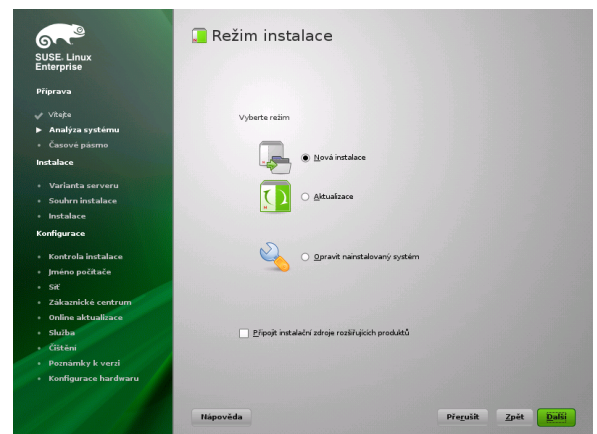 SUSE. Linux
Enterprise
Příprava
Vítejte
Analýza systému
Časové pásmo
Instalace
Varianta serveru
Souhrn instalace
Instalace
Konfigurace
Kontrola instalace
Jméno počítače
Síť
Zákaznické centrum
Online aktualizace
Služba
Čištění
Poznámky k verzi
Konfigurace hardwaru
Režim instalace
Vyberte režim
Nová instalace
Aktualizace
Opravit nainstalovaný systém
Připojit instalační zdroje rozšiřujících produktů
Nápověda
Přerušit
Zpět
Další